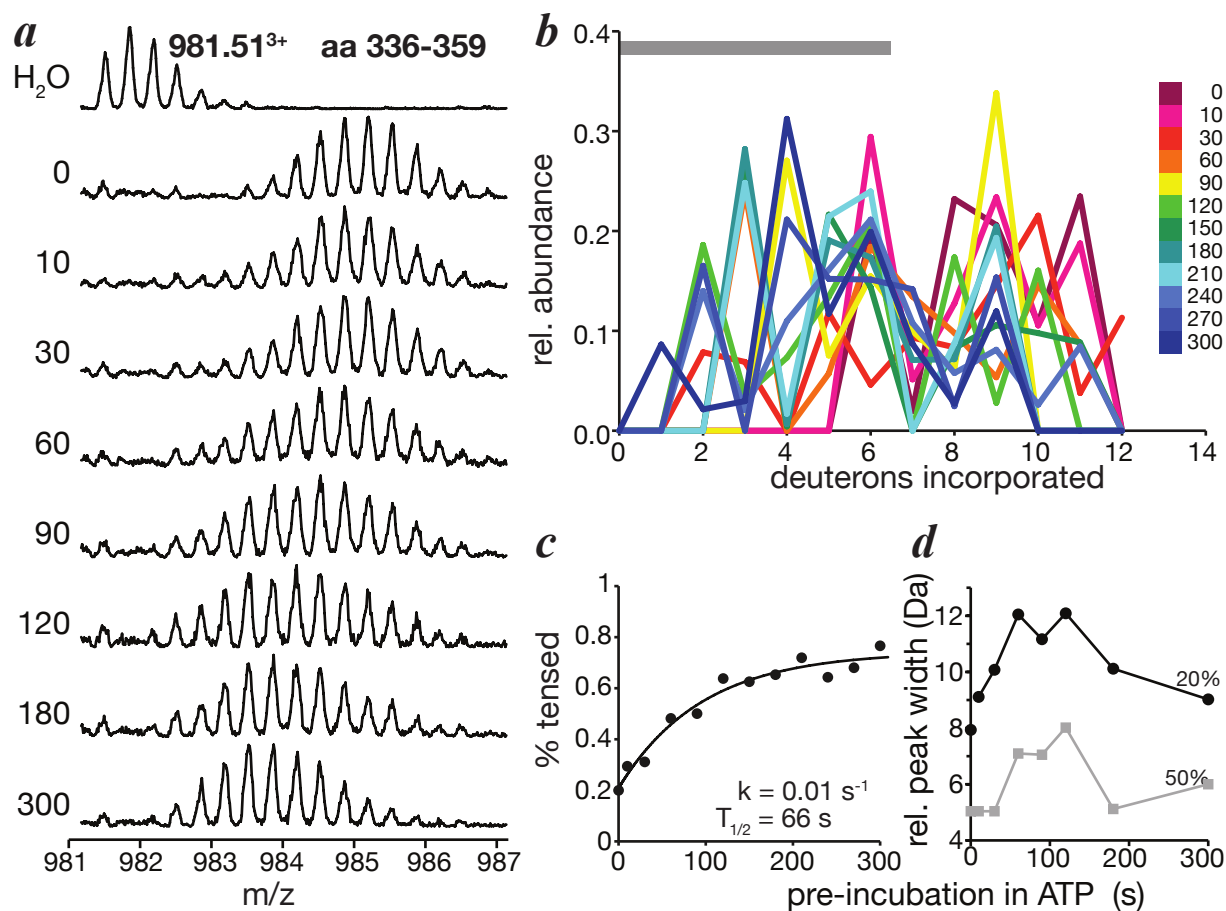 a
981.51³⁺ aa 336-359
H₂O
0
10
30
60
90
120
180
300
981 982 983 984 985 986 987
m/z
b
0.4
0.3
0.2
0.1
0.0
rel. abundance
0 2 4 6 8 10 12 14
deuterons incorporated
0
10
30
60
90
120
150
180
210
240
270
300
c
1
0.8
0.6
0.4
0.2
0
% tensed
k = 0.01 s⁻¹
T₁/₂ = 66 s
0 100 200 300
d
12
10
8
6
4
rel. peak width (Da)
20%
50%
0 100 200 300
pre-incubation in ATP (s)